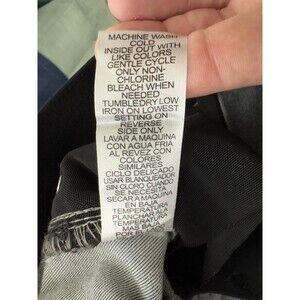 MACHINE WASH
COLD
INSIDE OUT WITH
LIKE COLORS
GENTLE CYCLE
ONLY NON-
CHLORINE
BLEACH WHEN
NEEDED
TUMBLE DRY LOW
IRON ON LOWEST
SETTING ON
REVERSE
SIDE ONLY
LAVAR A MAQUINA
CON AGUA FRIA
AL REVEZ CON
COLORES
SIMILARES
CICLO DELICADO
USAR BLANQUEADOR
SIN CLORO CUANDO
SE NECESITA
SECAR A MAQUINA
EN BAJA
TEMPERATURA
PLANCHAR A
TEMPERATURA
MAS BAJA
POR EL